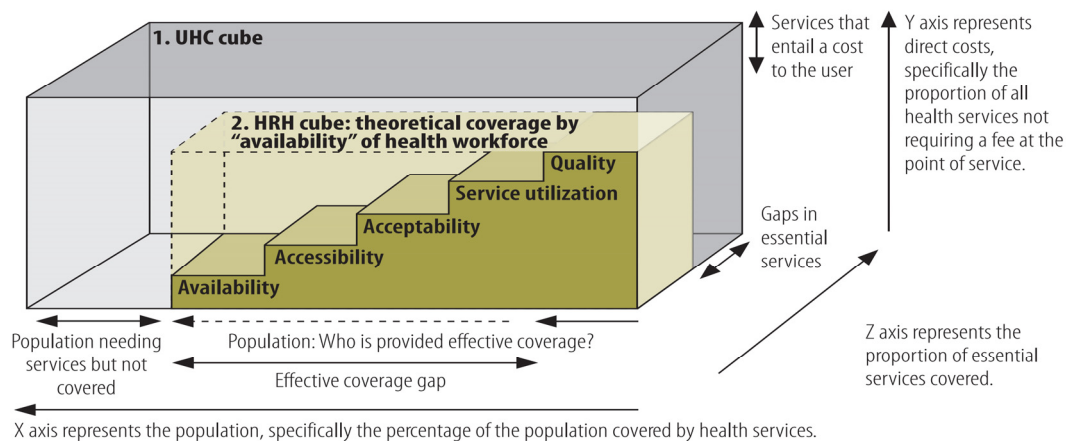 1. UHC cube
2. HRH cube: theoretical coverage by
“availability” of health workforce
Quality
Service utilization
Acceptability
Accessibility
Availability
Services that
entail a cost
to the user
Y axis represents
direct costs,
specifically the
proportion of all
health services not
requiring a fee at the
point of service.
Gaps in
essential
services
Z axis represents the
proportion of essential
services covered.
Population needing
services but not
covered
Population: Who is provided effective coverage?
Effective coverage gap
X axis represents the population, specifically the percentage of the population covered by health services.